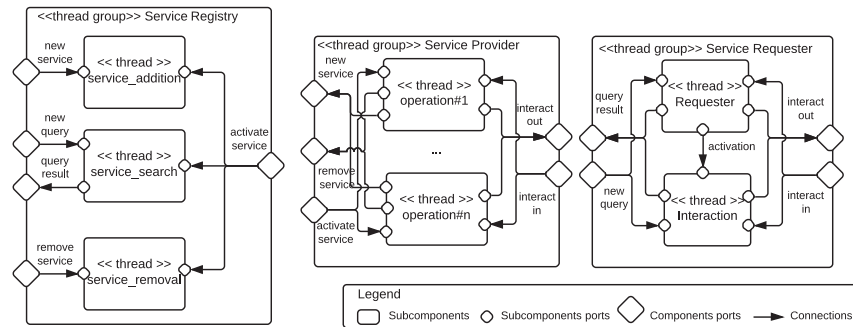 <<thread group>> Service Registry
new
service
<< thread >>
service_addition
new
query
query
result
<< thread >>
service_search
activate
service
remove
service
<< thread >>
service_removal
<<thread group>> Service Provider
new
service
<< thread >>
operation#1
interact
out
...
remove
service
<< thread >>
operation#n
activate
service
interact
in
<<thread group>> Service Requester
<< thread >>
Requester
query
result
interact
out
activation
<< thread >>
Interaction
new
query
interact
in
Legend
Subcomponents
Subcomponents ports
Components ports
Connections